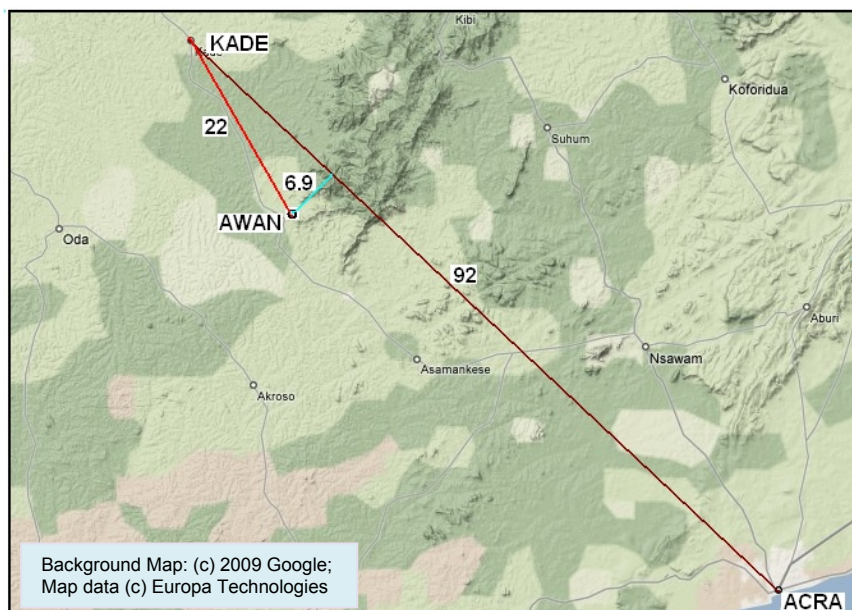 Kibi
KADE
Kade
Koforidua
22
Suhum
6.9
AWAN
Oda
92
Aburi
Nsawam
Asamankese
Akroso
Background Map: (c) 2009 Google;
Map data (c) Europa Technologies
ACRA